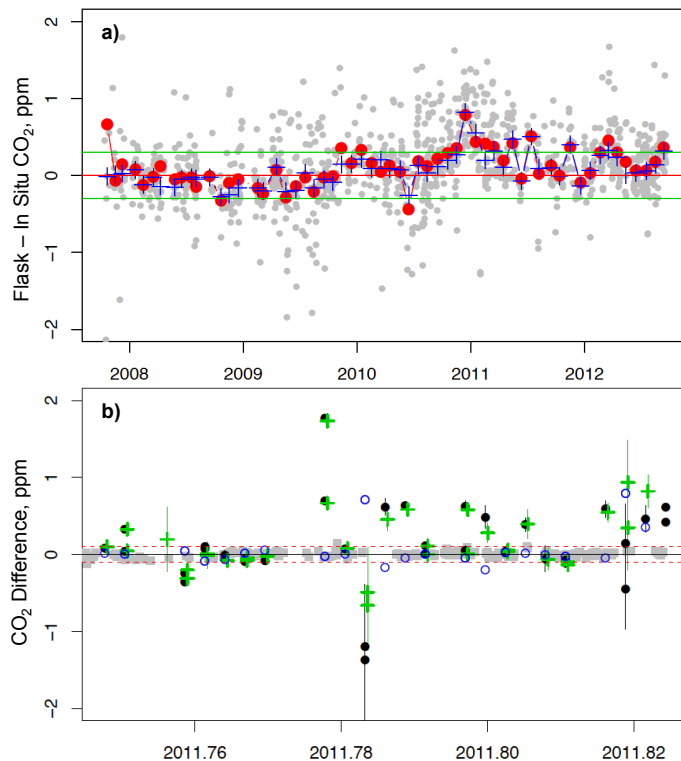 a)
Flask – In Situ CO₂, ppm
2
1
0
−1
−2
2008 2009 2010 2011 2012
b)
CO₂ Difference, ppm
2
1
0
−1
−2
2011.76 2011.78 2011.80 2011.82